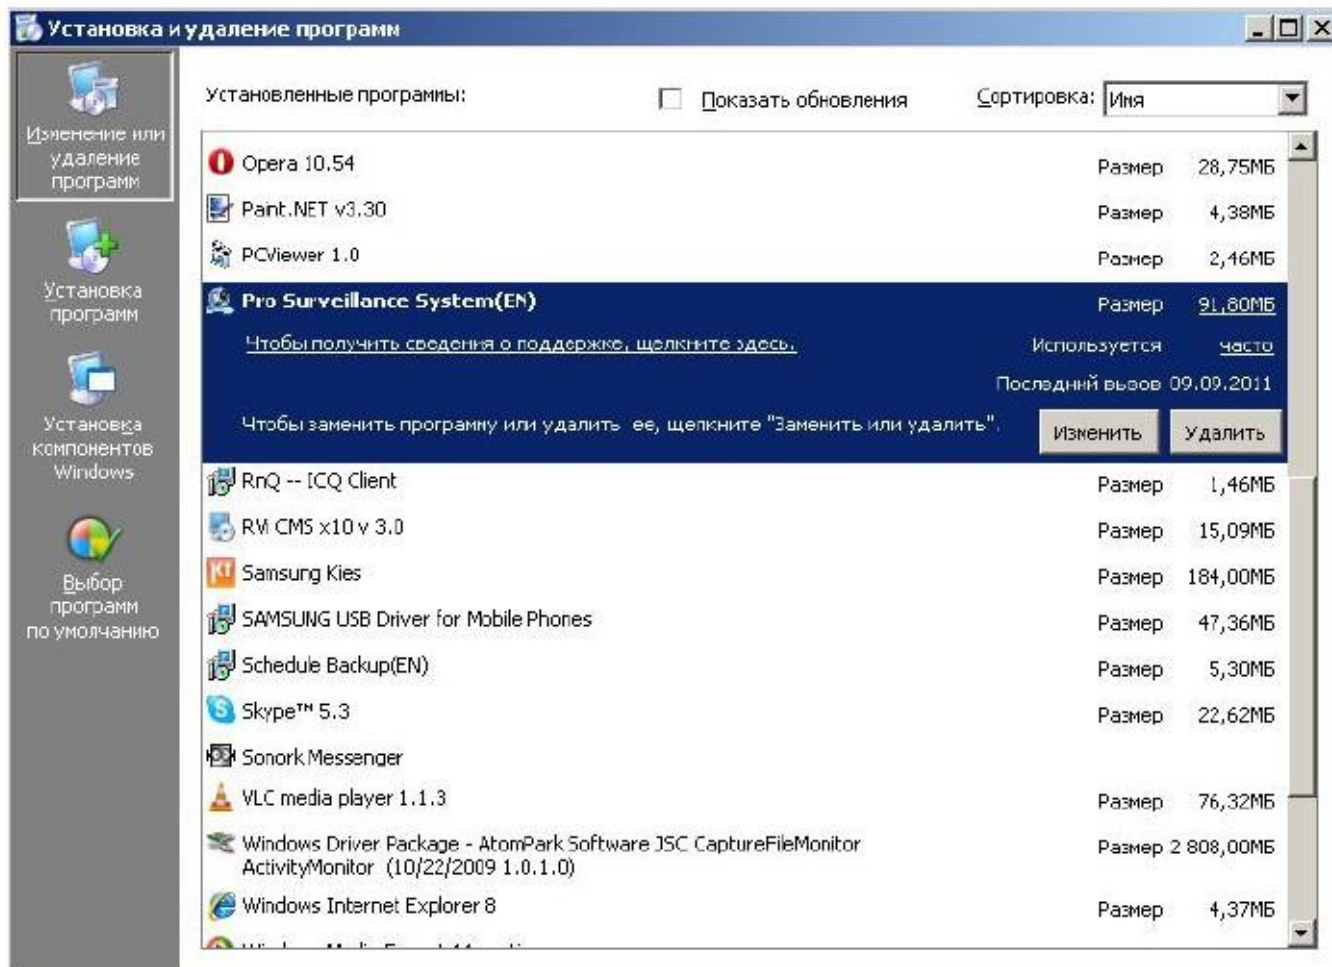 Установка и удаление программ
Изменение или
удаление
программ
Установка
программ
Установка
компонентов
Windows
Выбор
программ
по умолчанию
Установленные программы:
Показать обновления
Сортировка: Имя
Opera 10.54 Размер 28,75МБ
Paint.NET v3.30 Размер 4,38МБ
PCViewer 1.0 Размер 2,46МБ
Pro Surveillance System(EN) Размер 91,80МБ
Чтобы получить сведения о поддержке, щелкните здесь. Используется часто
Последний вызов 09.09.2011
Чтобы заменить программу или удалить ее, щелкните "Заменить или удалить". Изменить Удалить
RnQ -- ICQ Client Размер 1,46МБ
RVi CMS x10 v 3.0 Размер 15,09МБ
Samsung Kies Размер 184,00МБ
SAMSUNG USB Driver for Mobile Phones Размер 47,36МБ
Schedule Backup(EN) Размер 5,30МБ
Skype™ 5.3 Размер 22,62МБ
Sonork Messenger
VLC media player 1.1.3 Размер 76,32МБ
Windows Driver Package - AtomPark Software JSC CaptureFileMonitor Размер 2 808,00МБ
ActivityMonitor (10/22/2009 1.0.1.0)
Windows Internet Explorer 8 Размер 4,37МБ